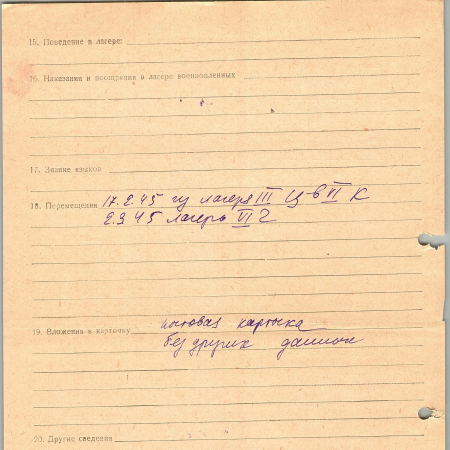 15. Поведение в лагере:
16. Наказания и поощрения в лагере военнопленных
17. Знание языков
18. Перемещения 17.2.45 из лагеря III Ц в VI К
2.3.45 лагерь VI
19. Вложения в карточку почтовая карточка
без других данных
20. Другие сведения